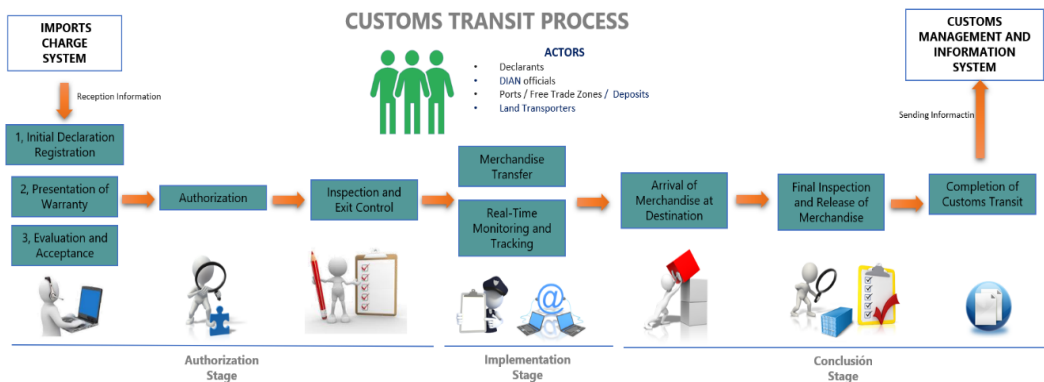 CUSTOMS TRANSIT PROCESS
IMPORTS
CHARGE
SYSTEM
Reception Information
ACTORS
• Declarants
• DIAN officials
• Ports / Free Trade Zones / Deposits
• Land Transporters
CUSTOMS
MANAGEMENT AND
INFORMATION
SYSTEM
Sending Informactin
1, Initial Declaration
Registration
2, Presentation of
Warranty
3, Evaluation and
Acceptance
Authorization
Inspection and
Exit Control
Merchandise
Transfer
Real-Time
Monitoring and
Tracking
Arrival of
Merchandise at
Destination
Final Inspection
and Release of
Merchandise
Completion of
Customs Transit
@
@
Authorization
Stage
Implementation
Stage
Conclusión
Stage